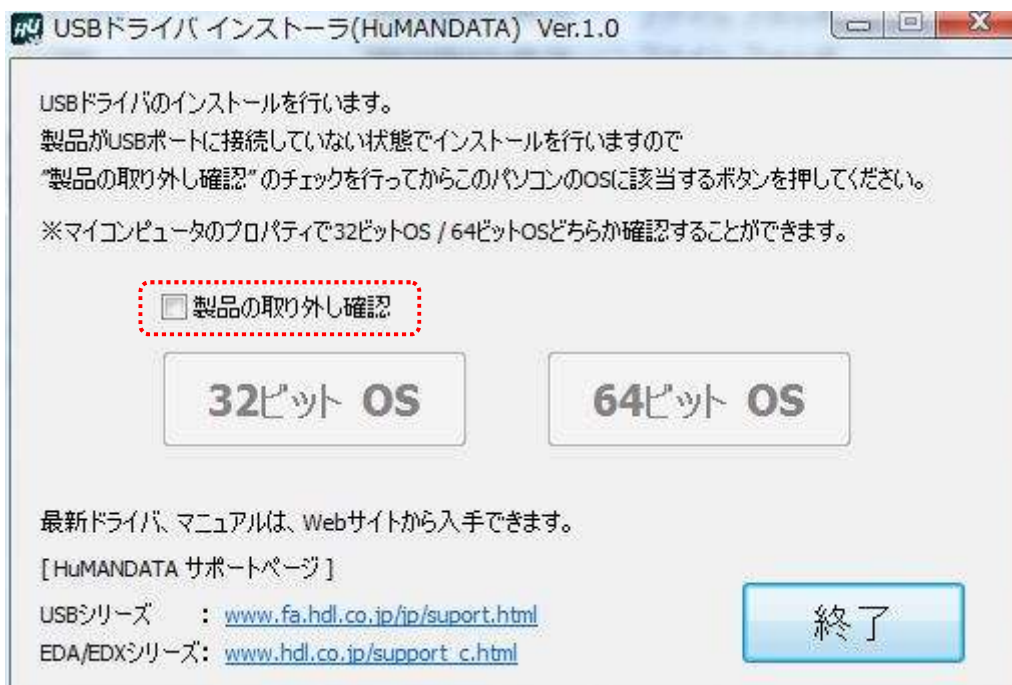 HU USBドライバ インストーラ(HuMANDATA) Ver.1.0
USBドライバのインストールを行います。
製品がUSBポートに接続していない状態でインストールを行いますので
"製品の取り外し確認" のチェックを行ってからこのパソコンのOSに該当するボタンを押してください。
※マイコンピュータのプロパティで32ビットOS / 64ビットOSどちらか確認することができます。
製品の取り外し確認
32ビット OS 64ビット OS
最新ドライバ、マニュアルは、Webサイトから入手できます。
[ HuMANDATA サポートページ ]
USBシリーズ : www.fa.hdl.co.jp/jp/suport.html
EDA/EDXシリーズ: www.hdl.co.jp/support_c.html
終了